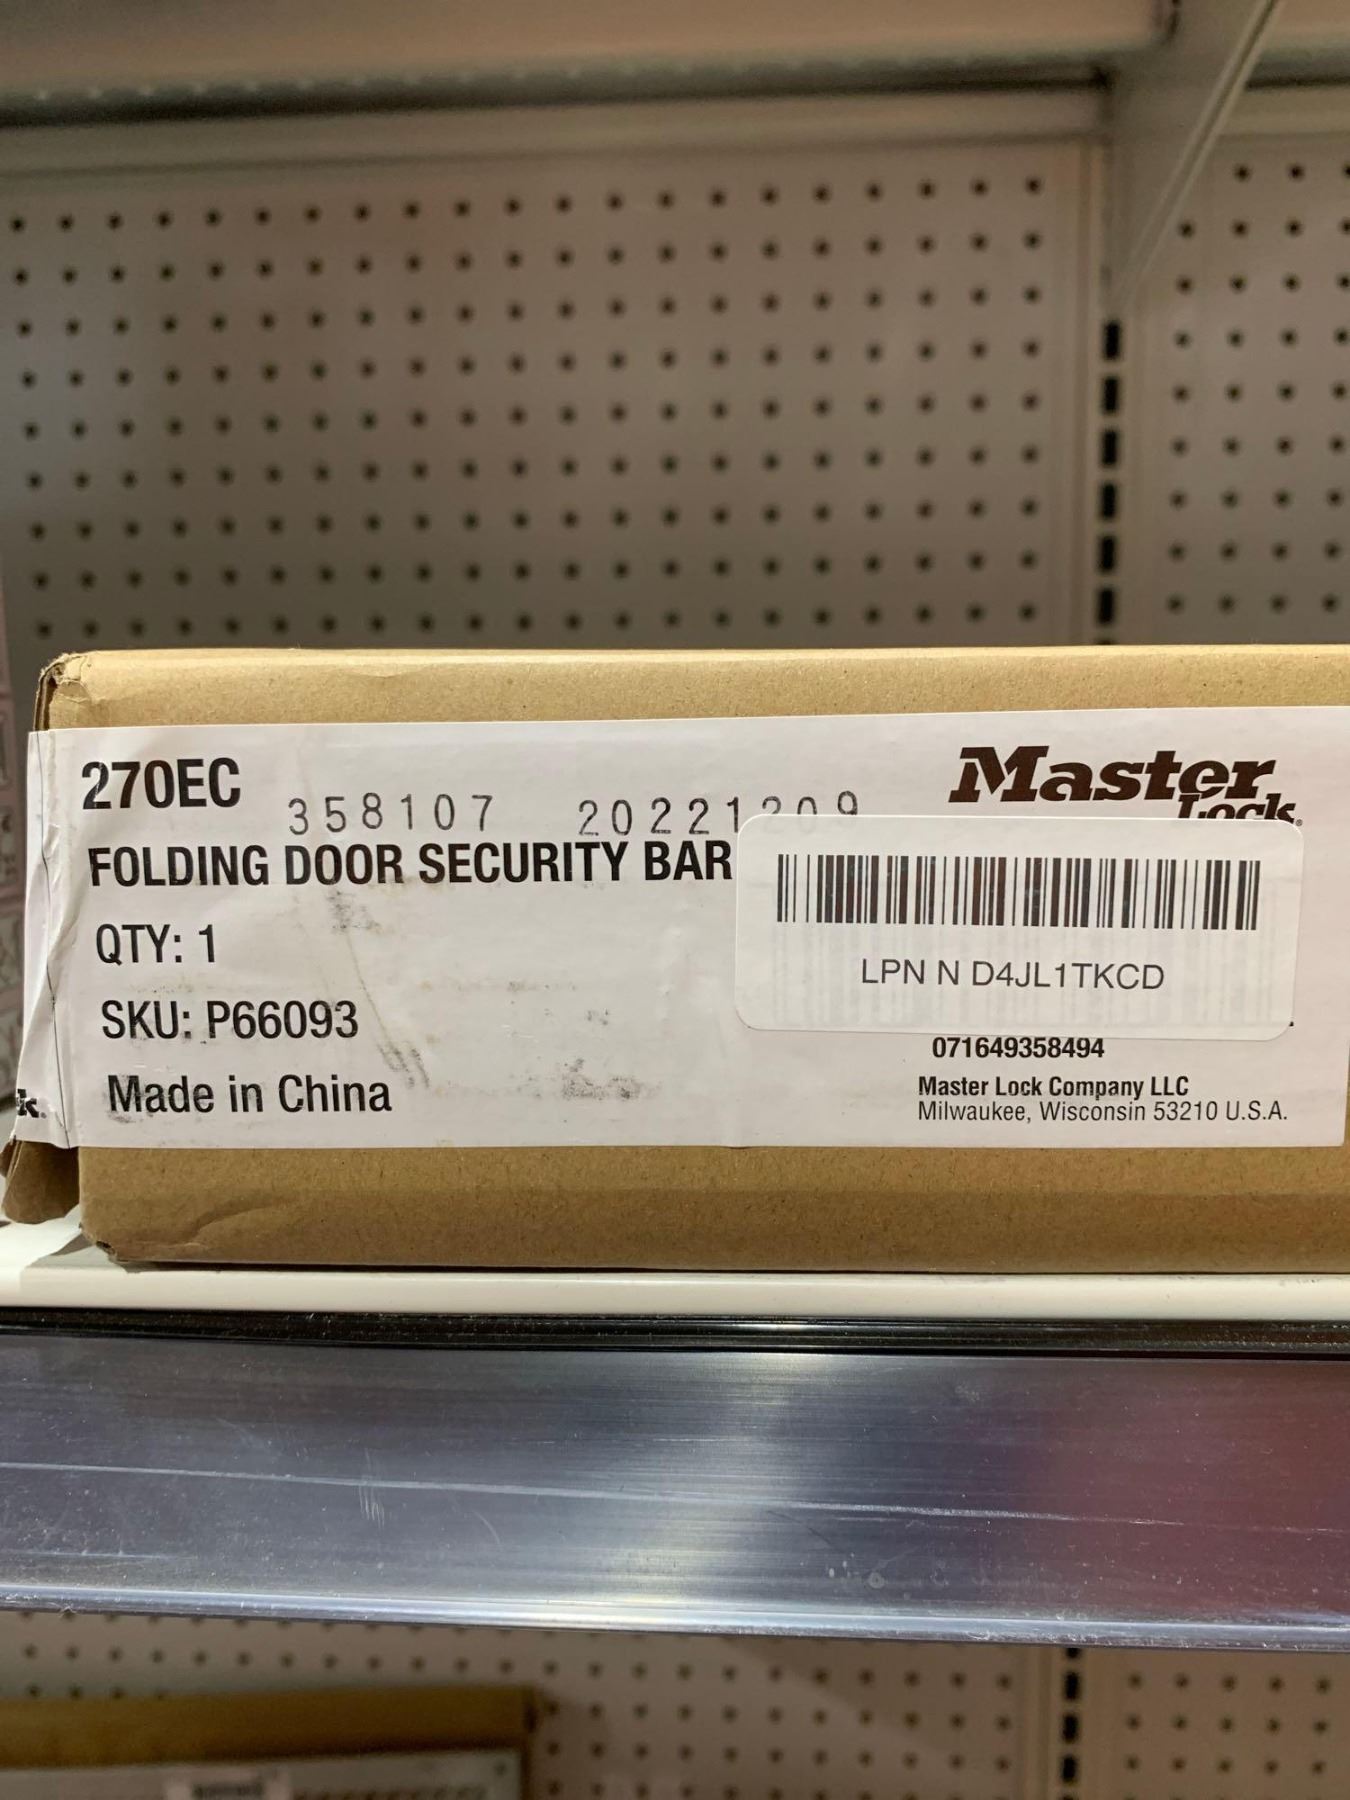 270EC
358107 20221209
Master
Lock®
FOLDING DOOR SECURITY BAR
QTY: 1
LPN N D4JL1TKCD
SKU: P66093
071649358494
Made in China
Master Lock Company LLC
Milwaukee, Wisconsin 53210 U.S.A.
k.